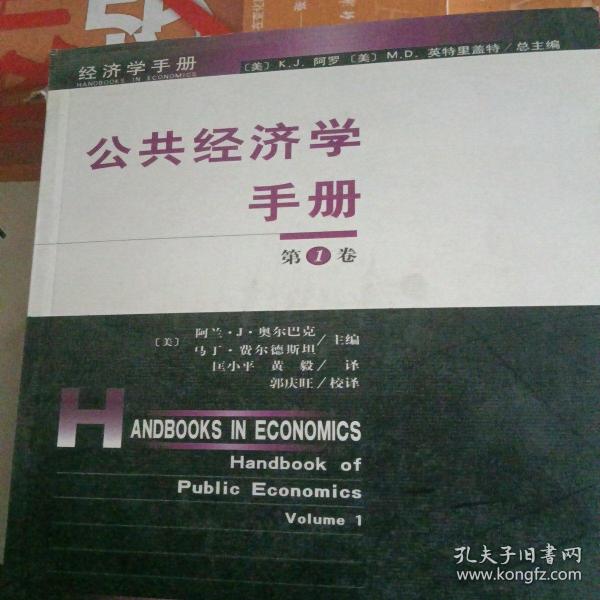 经济学手册
HANDBOOKS IN ECONOMICS
〔美〕K.J. 阿罗〔美〕M.D. 英特里盖特／总主编
公共经济学
手册
第1卷
〔美〕阿兰·J·奥尔巴克
马丁·费尔德斯坦／主编
匡小平 黄毅／译
郭庆旺／校译
HANDBOOKS IN ECONOMICS
Handbook of
Public Economics
Volume 1
孔夫子旧书网
www.kongfz.com